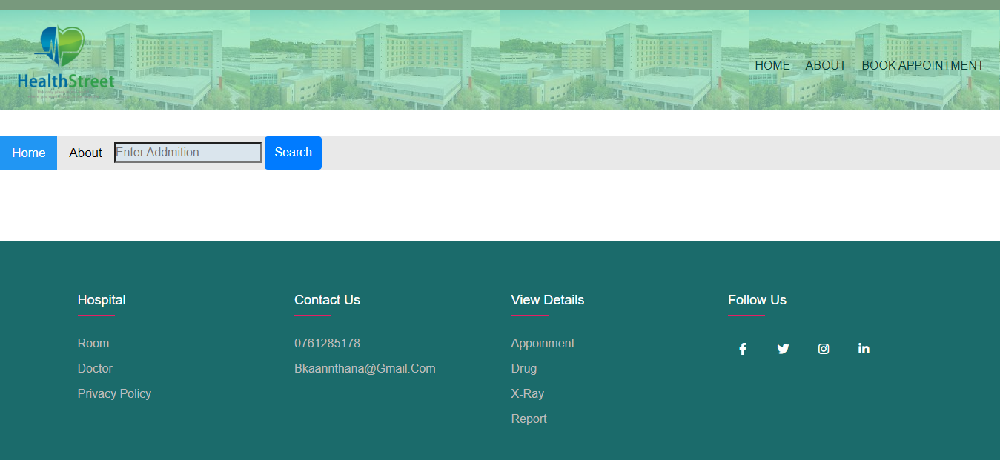 HealthStreet
HOME ABOUT BOOK APPOINTMENT
Home About Enter Addmition.. Search
Hospital Contact Us View Details Follow Us
Room 0761285178 Appoinment
Doctor Bkaannthana@Gmail.Com Drug
Privacy Policy X-Ray
Report